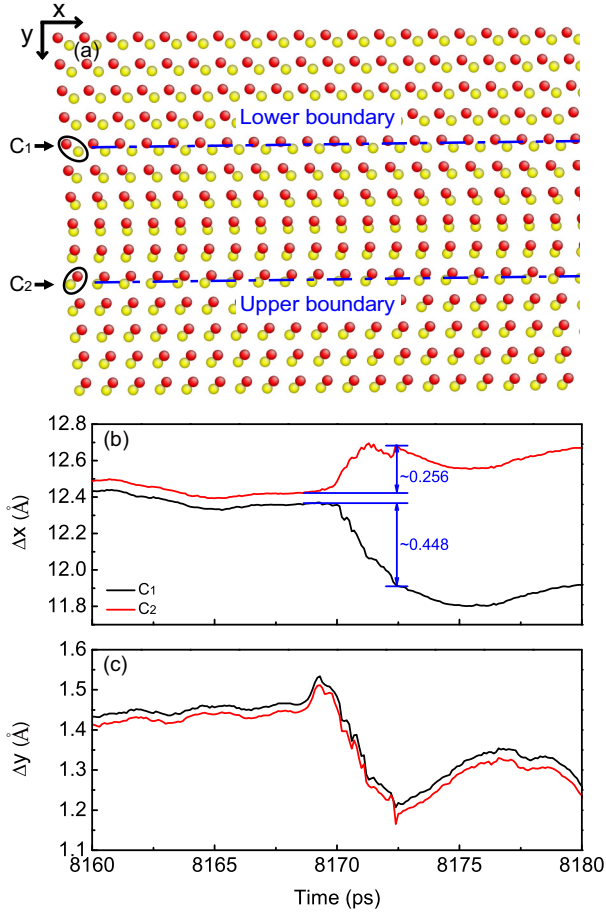 x
y
(a)
Lower boundary
C1
C2
Upper boundary
(b)
12.8
12.6
12.4
12.2
12.0
11.8
Δx (Å)
~0.256
~0.448
C1
C2
(c)
1.6
1.5
1.4
1.3
1.2
1.1
Δy (Å)
8160
8165
8170
8175
8180
Time (ps)